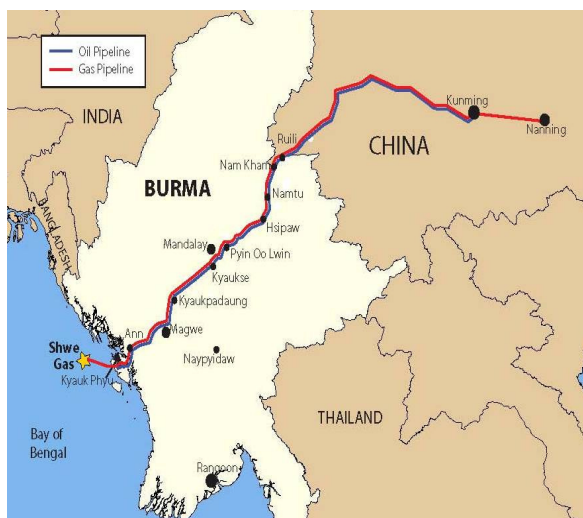 Oil Pipeline
Gas Pipeline
INDIA
Kunming
Nanning
Ruili
CHINA
Nam Kham
BURMA
Namtu
BANGLADESH
Hsipaw
Mandalay
Pyin Oo Lwin
Kyaukse
Kyaukpadaung
Ann
Magwe
Shwe
Gas
Naypyidaw
Kyauk Phyu
THAILAND
Bay of
Bengal
Rangoon